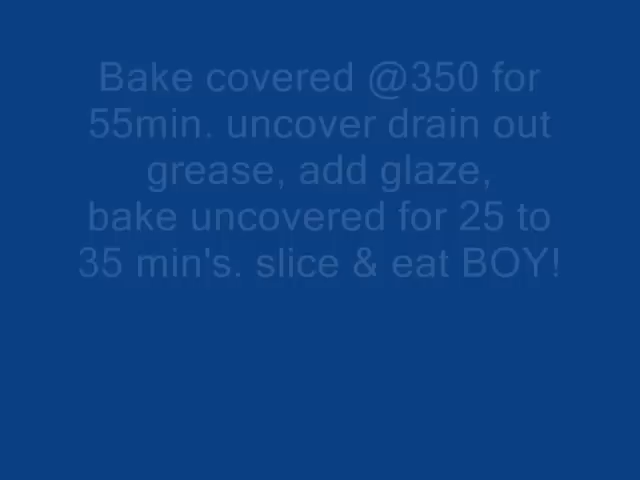 Bake covered @350 for
55min. uncover drain out
grease, add glaze,
bake uncovered for 25 to
35 min's. slice & eat BOY!